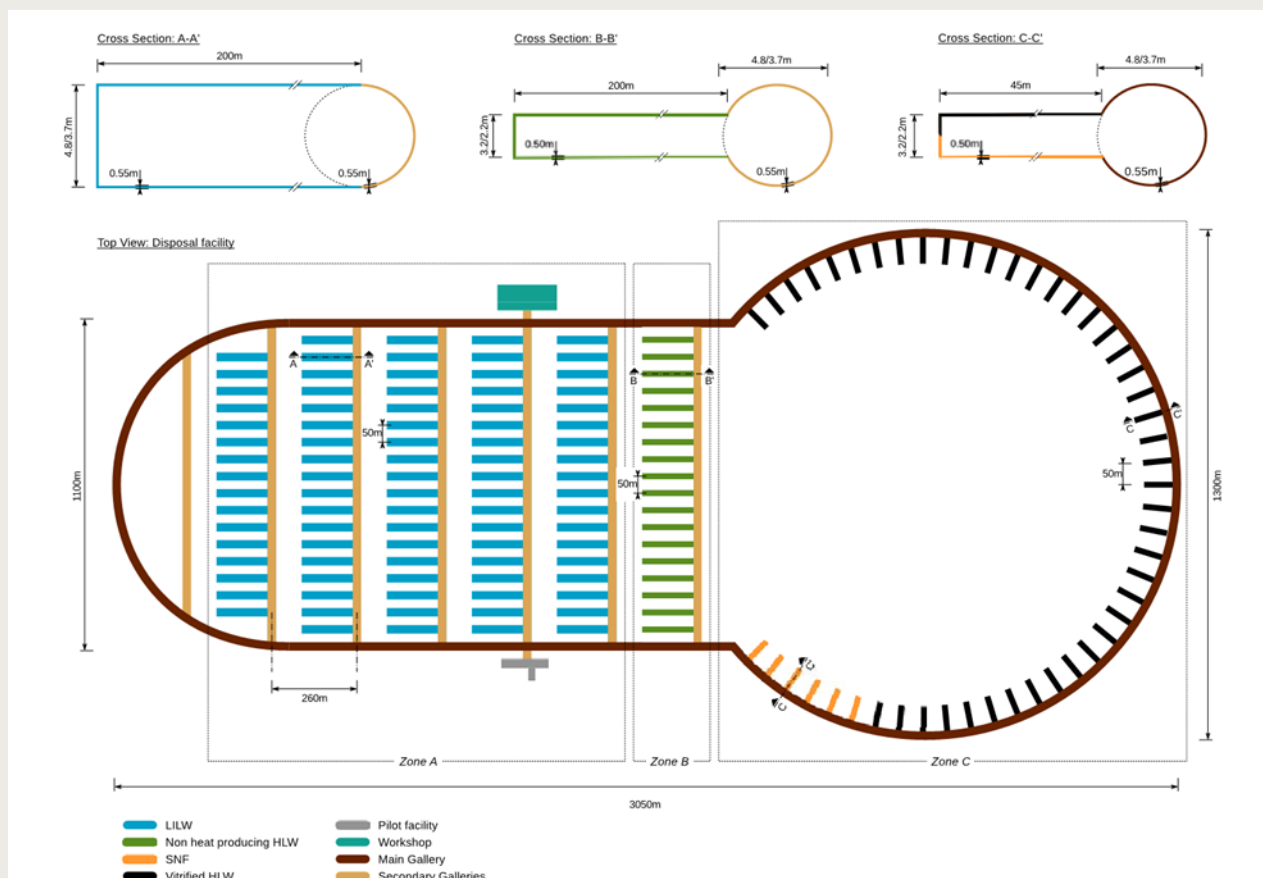 Cross Section: A-A'
Cross Section: B-B'
Cross Section: C-C'
200m
4.8/3.7m
0.55m
0.55m
4.8/3.7m
200m
3.2/2.2m
0.50m
0.55m
4.8/3.7m
45m
3.2/2.2m
0.50m
0.55m
Top View: Disposal facility
A
A'
B
B'
C
C'
50m
50m
50m
1100m
1300m
C'
C
260m
Zone A
Zone B
Zone C
3050m
LILW
Non heat producing HLW
SNF
Vitrified HLW
Pilot facility
Workshop
Main Gallery
Secondary Galleries